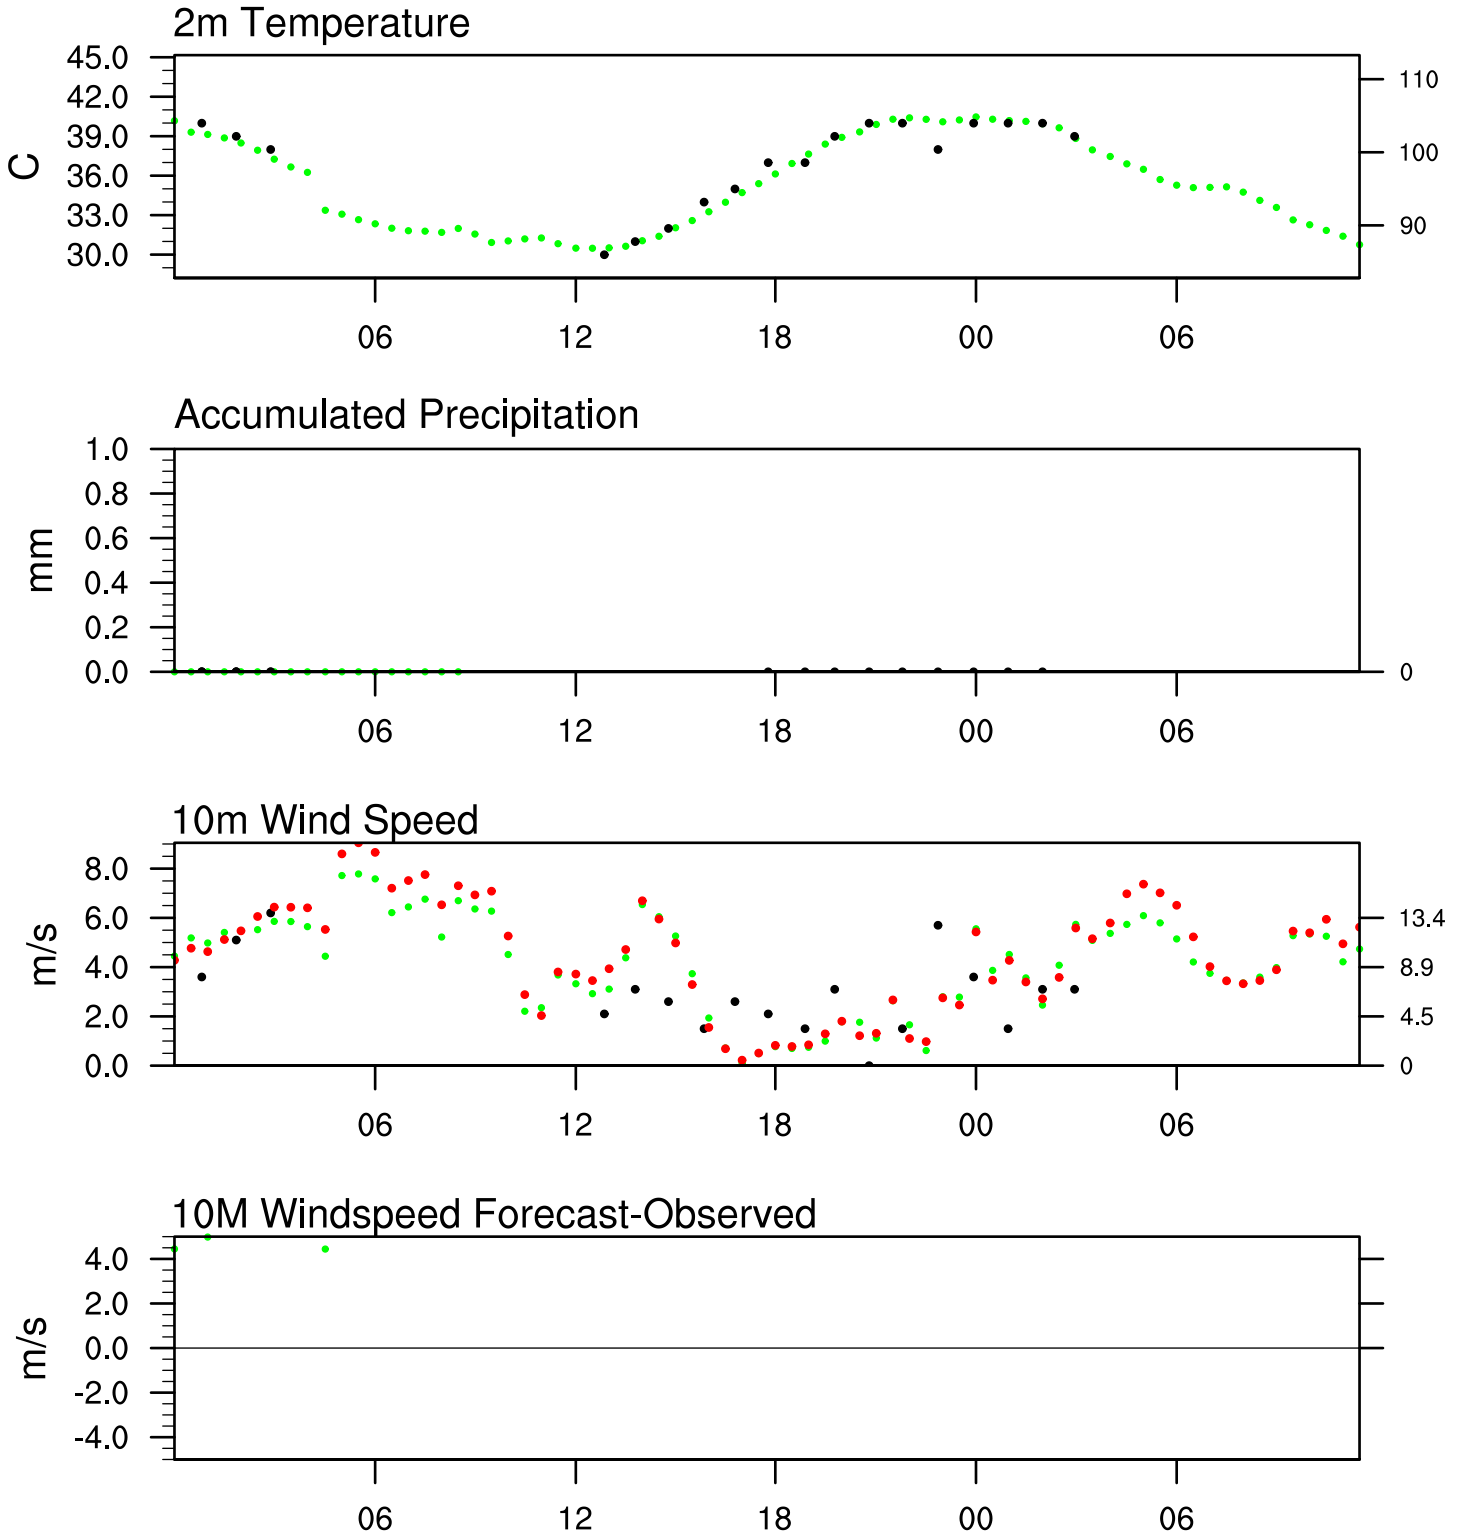 2m Temperature
45.0
42.0
39.0
36.0
33.0
30.0
C
110
100
90
06 12 18 00 06
Accumulated Precipitation
1.0
0.8
0.6
0.4
0.2
0.0
mm
0
06 12 18 00 06
10m Wind Speed
8.0
6.0
4.0
2.0
0.0
m/s
13.4
8.9
4.5
0
06 12 18 00 06
10M Windspeed Forecast-Observed
4.0
2.0
0.0
-2.0
-4.0
m/s
06 12 18 00 06